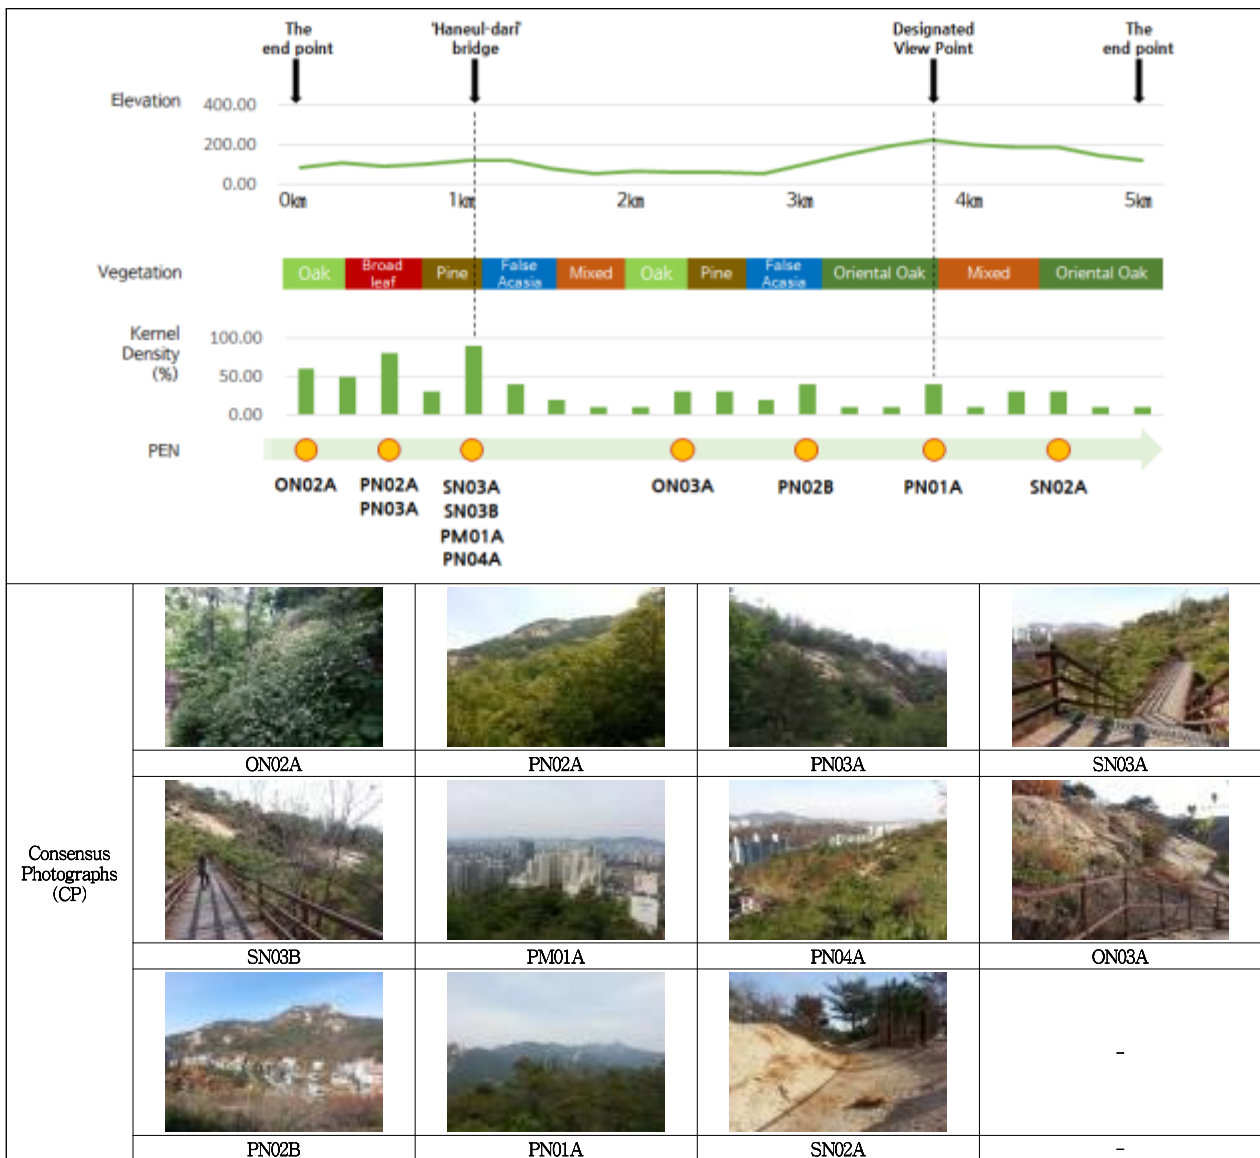 The
end point
'Haneul-dari'
bridge
Designated
View Point
The
end point
Elevation
400.00
200.00
0.00
0㎞
1㎞
2㎞
3㎞
4㎞
5㎞
Vegetation
Oak
Broad
leaf
Pine
False
Acasia
Mixed
Oak
Pine
False
Acasia
Oriental Oak
Mixed
Oriental Oak
Kernel
Density
(%)
100.00
50.00
0.00
PEN
ON02A
PN02A
PN03A
SN03A
SN03B
PM01A
PN04A
ON03A
PN02B
PN01A
SN02A
Consensus
Photographs
(CP)
ON02A
PN02A
PN03A
SN03A
SN03B
PM01A
PN04A
ON03A
PN02B
PN01A
SN02A
-
-